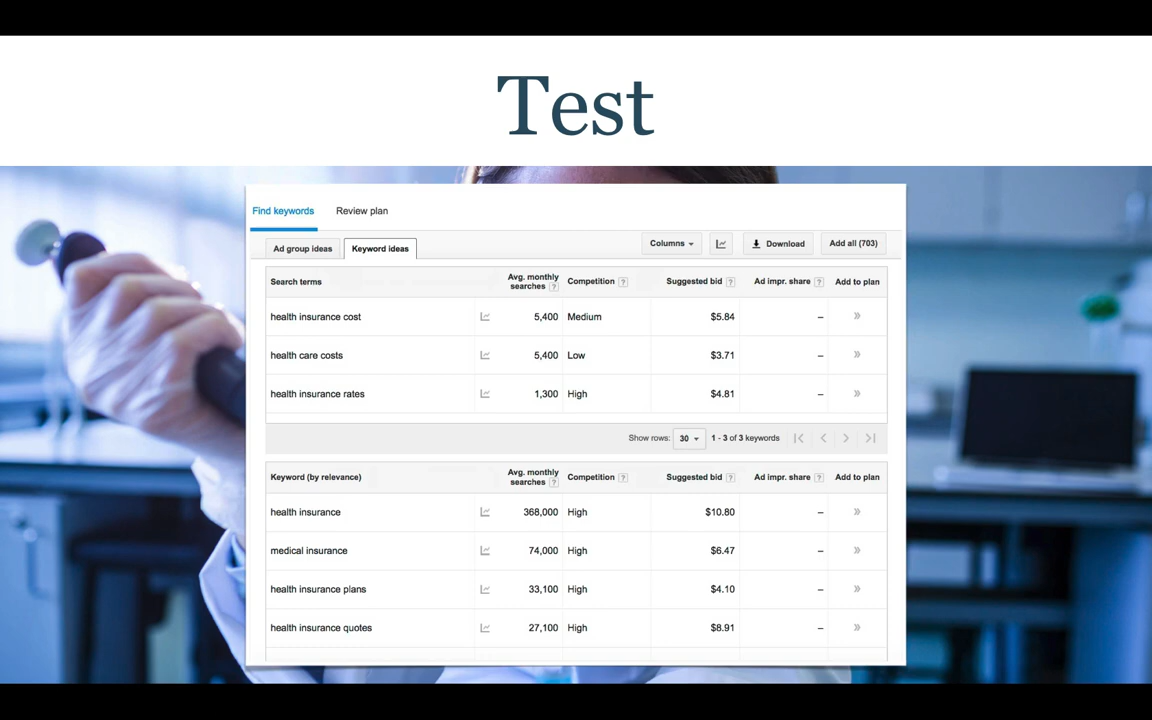 Test
Find keywords Review plan
Ad group ideas Keyword ideas Columns Download Add all (703)
Search terms Avg. monthly searches ? Competition ? Suggested bid ? Ad impr. share ? Add to plan
health insurance cost 5,400 Medium $5.84 – »
health care costs 5,400 Low $3.71 – »
health insurance rates 1,300 High $4.81 – »
Show rows: 30 1 - 3 of 3 keywords
Keyword (by relevance) Avg. monthly searches ? Competition ? Suggested bid ? Ad impr. share ? Add to plan
health insurance 368,000 High $10.80 – »
medical insurance 74,000 High $6.47 – »
health insurance plans 33,100 High $4.10 – »
health insurance quotes 27,100 High $8.91 – »